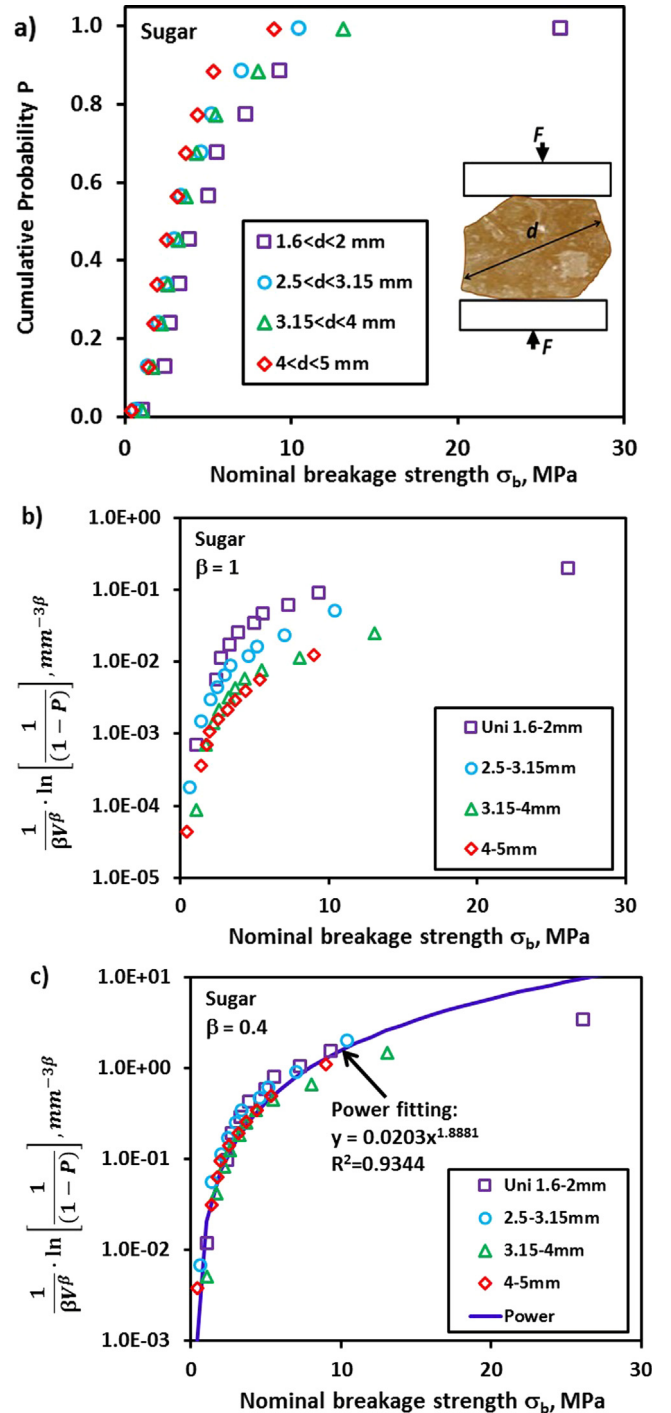 a)
Sugar
Cumulative Probability P
1.0
0.8
0.6
0.4
0.2
0.0
F
d
F
1.6<d<2 mm
2.5<d<3.15 mm
3.15<d<4 mm
4<d<5 mm
0 10 20 30
Nominal breakage strength σb, MPa
b)
1.0E+00
1.0E-01
1.0E-02
1.0E-03
1.0E-04
1.0E-05
Sugar
β = 1
1/(βV^β) · ln[1/(1 − P)], mm^−3β
Uni 1.6-2mm
2.5-3.15mm
3.15-4mm
4-5mm
0 10 20 30
Nominal breakage strength σb, MPa
c)
1.0E+01
1.0E+00
1.0E-01
1.0E-02
1.0E-03
Sugar
β = 0.4
1/(βV^β) · ln[1/(1 − P)], mm^−3β
Power fitting:
y = 0.0203x^1.8881
R²=0.9344
Uni 1.6-2mm
2.5-3.15mm
3.15-4mm
4-5mm
Power
0 10 20 30
Nominal breakage strength σb, MPa